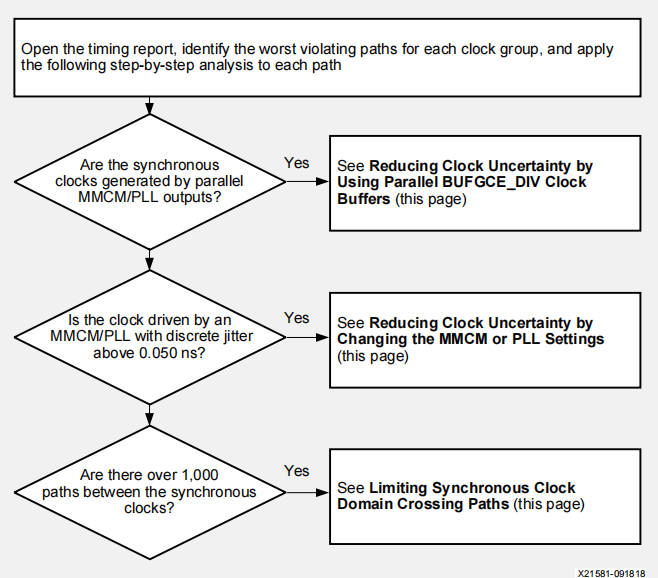 Open the timing report, identify the worst violating paths for each clock group, and apply
the following step-by-step analysis to each path
Are the synchronous
clocks generated by parallel
MMCM/PLL outputs?
Yes
See Reducing Clock Uncertainty by
Using Parallel BUFGCE_DIV Clock
Buffers (this page)
Is the clock driven by an
MMCM/PLL with discrete jitter
above 0.050 ns?
Yes
See Reducing Clock Uncertainty by
Changing the MMCM or PLL Settings
(this page)
Are there over 1,000
paths between the synchronous
clocks?
Yes
See Limiting Synchronous Clock
Domain Crossing Paths (this page)
X21581-091818